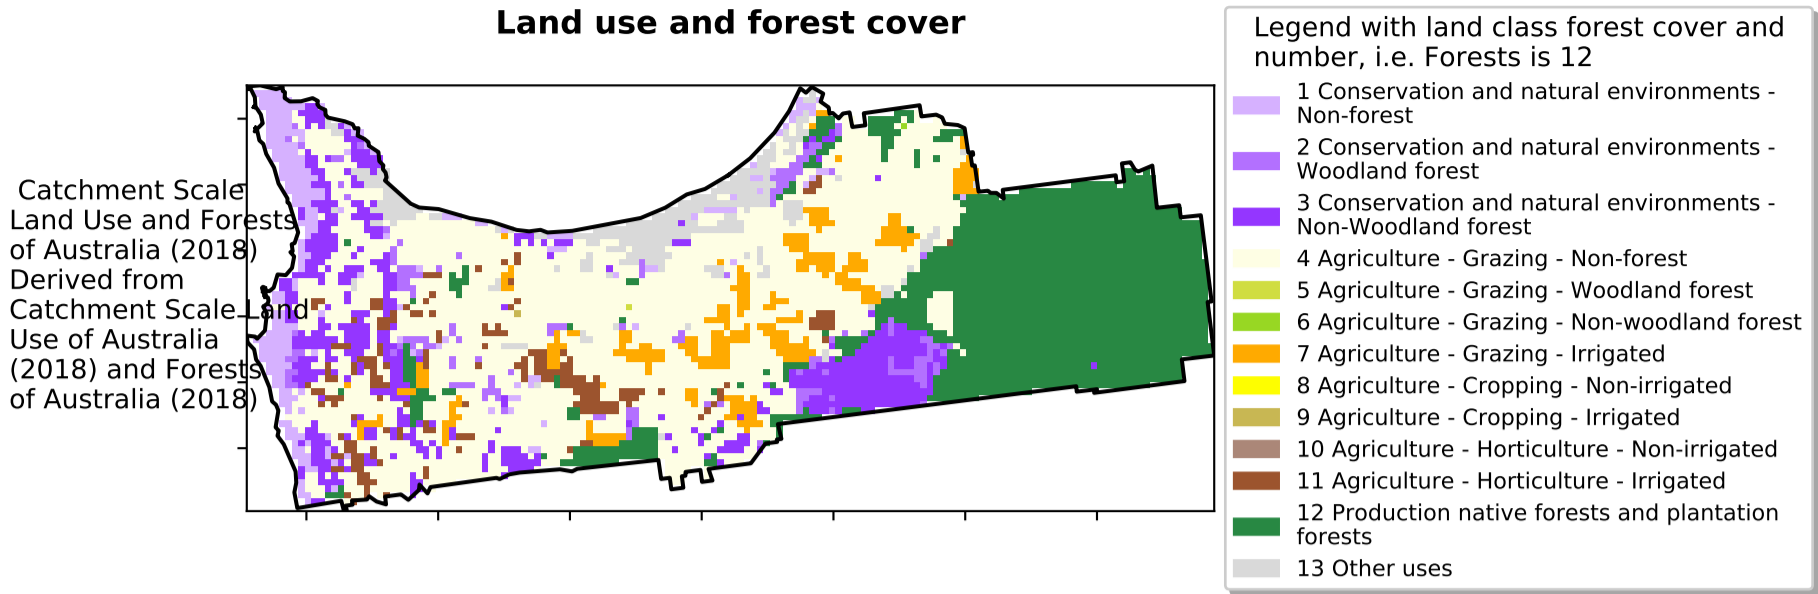 Land use and forest cover
Catchment Scale
Land Use and Forests
of Australia (2018)
Derived from
Catchment Scale Land
Use of Australia
(2018) and Forests
of Australia (2018)
Legend with land class forest cover and
number, i.e. Forests is 12
1 Conservation and natural environments -
Non-forest
2 Conservation and natural environments -
Woodland forest
3 Conservation and natural environments -
Non-Woodland forest
4 Agriculture - Grazing - Non-forest
5 Agriculture - Grazing - Woodland forest
6 Agriculture - Grazing - Non-woodland forest
7 Agriculture - Grazing - Irrigated
8 Agriculture - Cropping - Non-irrigated
9 Agriculture - Cropping - Irrigated
10 Agriculture - Horticulture - Non-irrigated
11 Agriculture - Horticulture - Irrigated
12 Production native forests and plantation
forests
13 Other uses